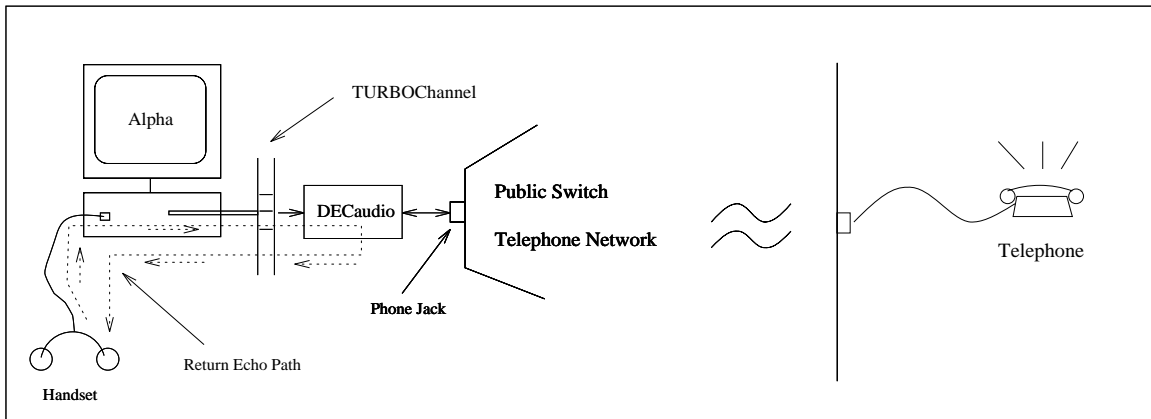 TURBOChannel
Alpha
DECaudio
Public Switch
Telephone Network
Telephone
Phone Jack
Return Echo Path
Handset